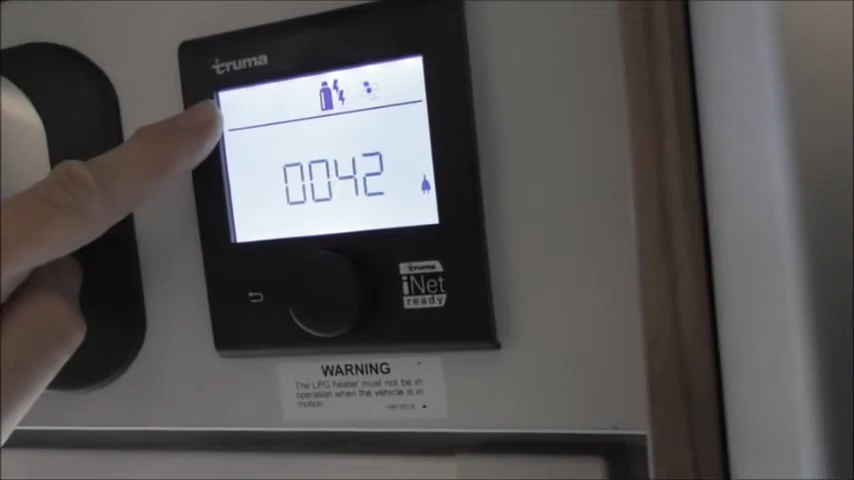 truma
0042
truma
iNet
ready
WARNING
The LPG heater must not be in
operation when the vehicle is in
motion